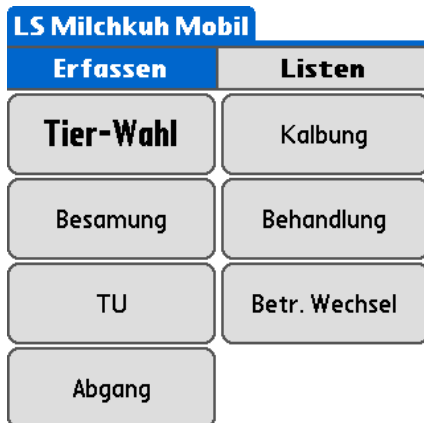 LS Milchkuh Mobil
Erfassen Listen
Tier-Wahl Kalbung
Besamung Behandlung
TU Betr. Wechsel
Abgang